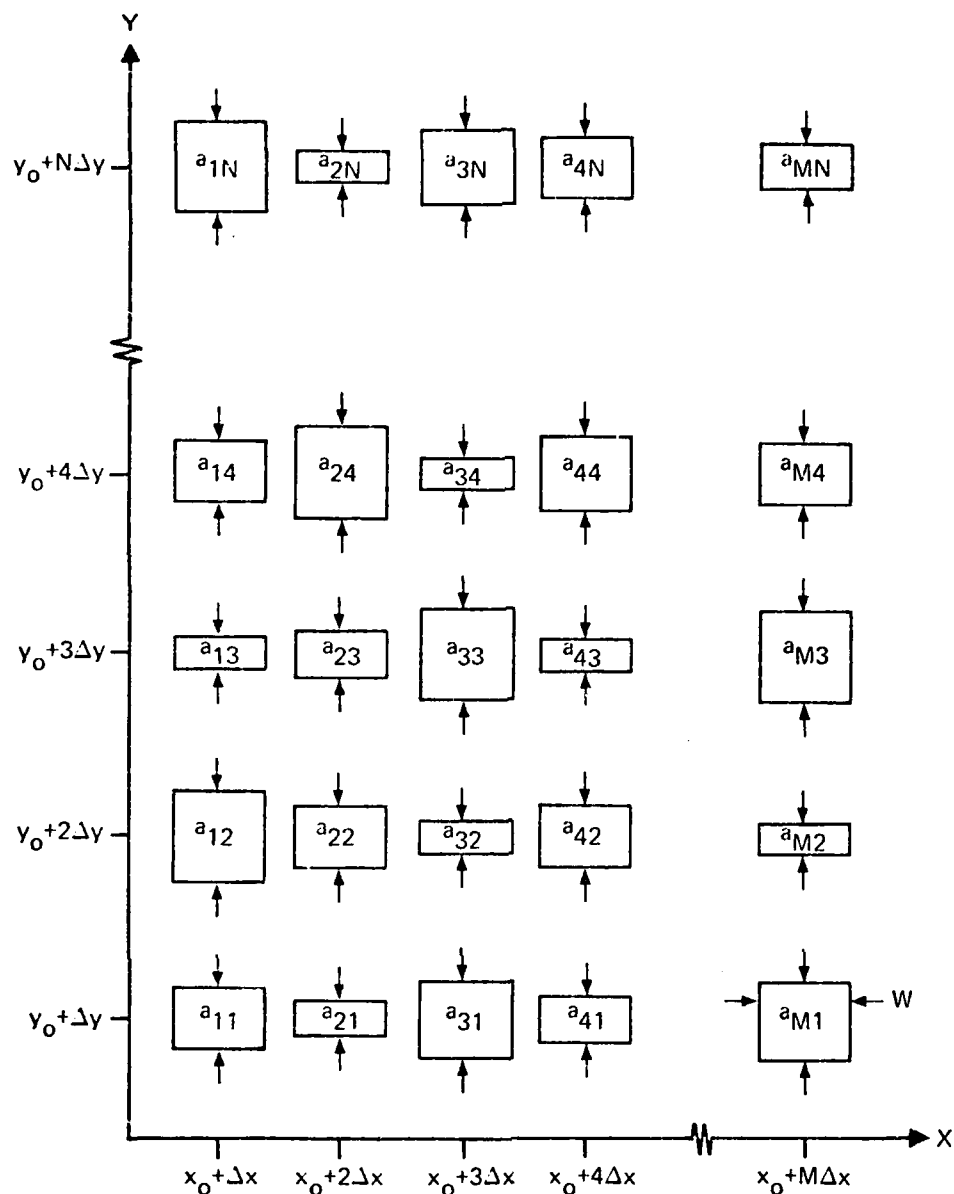 Y
y₀+NΔy a₁N a₂N a₃N a₄N aMN
y₀+4Δy a₁₄ a₂₄ a₃₄ a₄₄ aM4
y₀+3Δy a₁₃ a₂₃ a₃₃ a₄₃ aM3
y₀+2Δy a₁₂ a₂₂ a₃₂ a₄₂ aM2
y₀+Δy a₁₁ a₂₁ a₃₁ a₄₁ aM1 W
X
x₀+Δx x₀+2Δx x₀+3Δx x₀+4Δx x₀+MΔx